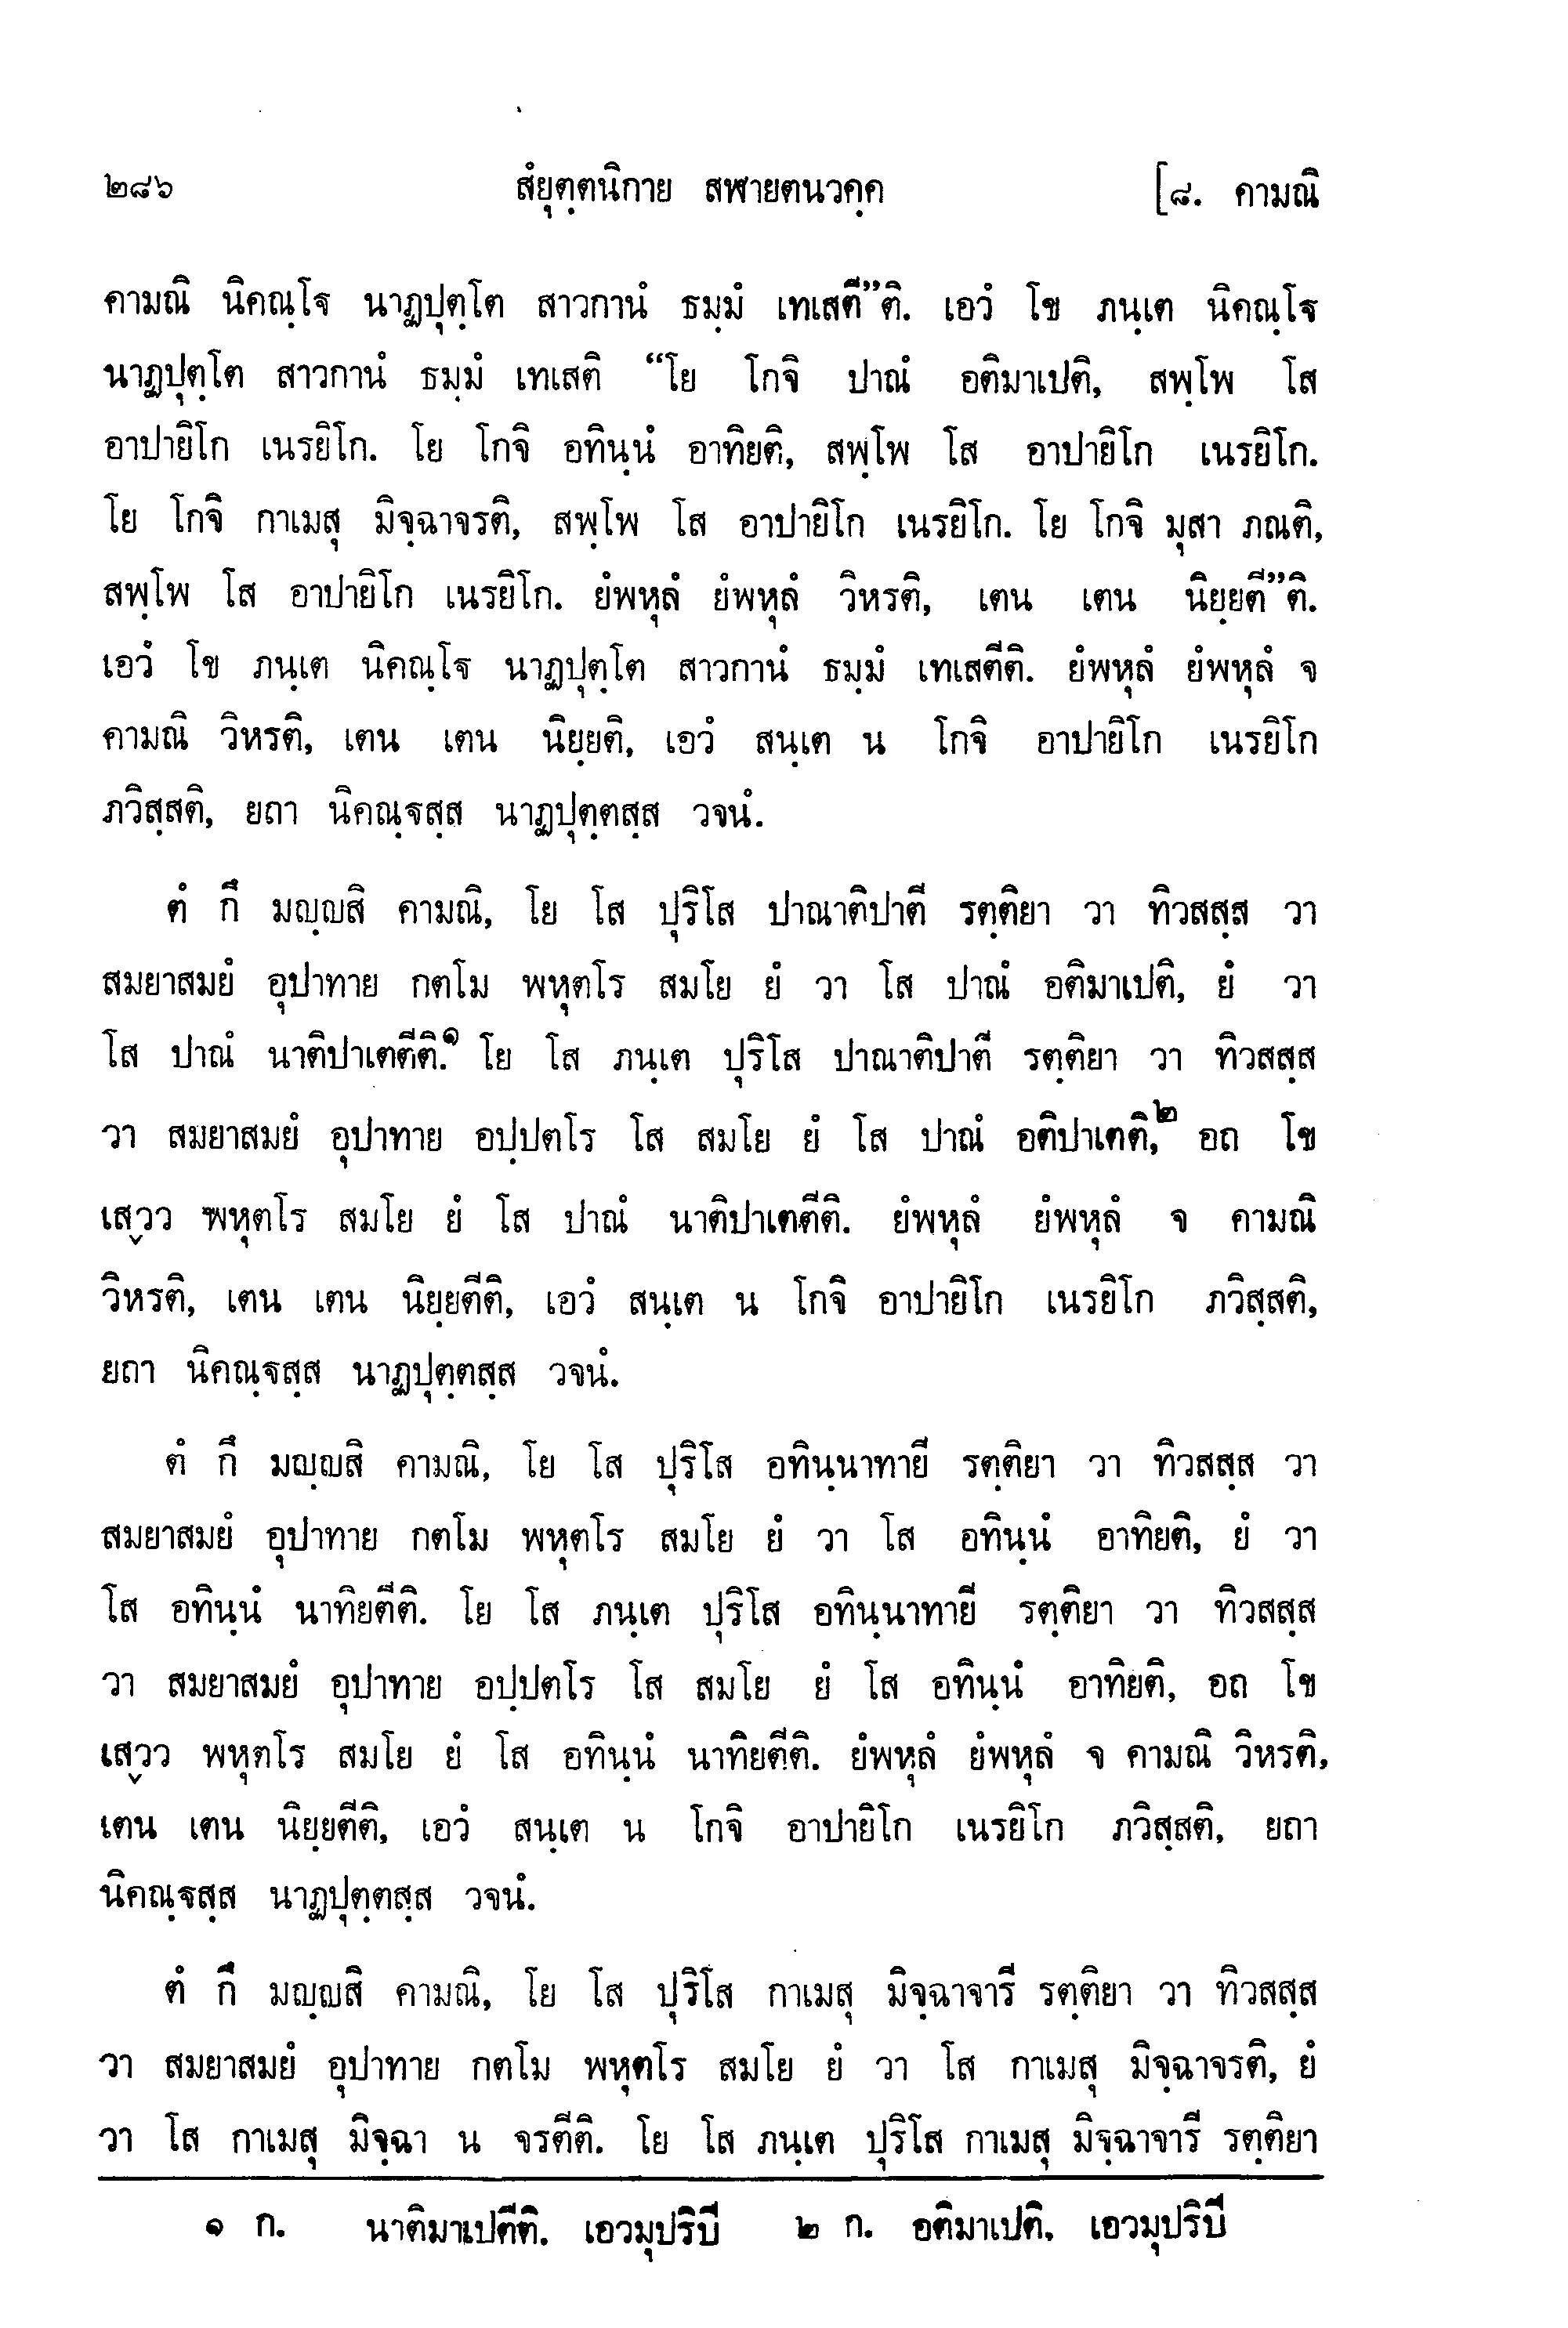 ๒๘๖ สํยุตฺตนิกาย สฬายตนวคฺค [๘. คามณิ
คามณิ นิคณฺโฐ นาฏปุตฺโต สาวกานํ ธมฺมํ เทเสตี”ติ. เอวํ โข ภนฺเต นิคณฺโฐ
นาฏปุตฺโต สาวกานํ ธมฺมํ เทเสติ “โย โกจิ ปาณํ อติมาเปติ, สพฺโพ โส
อาปายิโก เนรยิโก. โย โกจิ อทินฺนํ อาทิยติ, สพฺโพ โส อาปายิโก เนรยิโก.
โย โกจิ กาเมสุ มิจฺฉาจรติ, สพฺโพ โส อาปายิโก เนรยิโก. โย โกจิ มุสา ภณติ,
สพฺโพ โส อาปายิโก เนรยิโก. ยํพหุลํ ยํพหุลํ วิหรติ, เตน เตน นิยฺยตี”ติ.
เอวํ โข ภนฺเต นิคณฺโฐ นาฏปุตฺโต สาวกานํ ธมฺมํ เทเสตีติ. ยํพหุลํ ยํพหุลํ จ
คามณิ วิหรติ, เตน เตน นิยฺยติ, เอวํ สนฺเต น โกจิ อาปายิโก เนรยิโก
ภวิสฺสติ, ยถา นิคณฺฐสฺส นาฏปุตฺตสฺส วจนํ.
ตํ กึ มญฺญสิ คามณิ, โย โส ปุริโส ปาณาติปาตี รตฺติยา วา ทิวสสฺส วา
สมยาสมยํ อุปาทาย กตโม พหุตโร สมโย ยํ วา โส ปาณํ อติมาเปติ, ยํ วา
โส ปาณํ นาติปาเตตีติ.๑ โย โส ภนฺเต ปุริโส ปาณาติปาตี รตฺติยา วา ทิวสสฺส
วา สมยาสมยํ อุปาทาย อปฺปตโร โส สมโย ยํ โส ปาณํ อติปาเตติ,๒ อถ โข
เสฺวว พหุตโร สมโย ยํ โส ปาณํ นาติปาเตตีติ. ยํพหุลํ ยํพหุลํ จ คามณิ
วิหรติ, เตน เตน นิยฺยตีติ, เอวํ สนฺเต น โกจิ อาปายิโก เนรยิโก ภวิสฺสติ,
ยถา นิคณฺฐสฺส นาฏปุตฺตสฺส วจนํ.
ตํ กึ มญฺญสิ คามณิ, โย โส ปุริโส อทินฺนาทายี รตฺติยา วา ทิวสสฺส วา
สมยาสมยํ อุปาทาย กตโม พหุตโร สมโย ยํ วา โส อทินฺนํ อาทิยติ, ยํ วา
โส อทินฺนํ นาทิยตีติ. โย โส ภนฺเต ปุริโส อทินฺนาทายี รตฺติยา วา ทิวสสฺส
วา สมยาสมยํ อุปาทาย อปฺปตโร โส สมโย ยํ โส อทินฺนํ อาทิยติ, อถ โข
เสฺวว พหุตโร สมโย ยํ โส อทินฺนํ นาทิยตีติ. ยํพหุลํ ยํพหุลํ จ คามณิ วิหรติ,
เตน เตน นิยฺยตีติ, เอวํ สนฺเต น โกจิ อาปายิโก เนรยิโก ภวิสฺสติ, ยถา
นิคณฺฐสฺส นาฏปุตฺตสฺส วจนํ.
ตํ กึ มญฺญสิ คามณิ, โย โส ปุริโส กาเมสุ มิจฺฉาจารี รตฺติยา วา ทิวสสฺส
วา สมยาสมยํ อุปาทาย กตโม พหุตโร สมโย ยํ วา โส กาเมสุ มิจฺฉาจรติ, ยํ
วา โส กาเมสุ มิจฺฉา น จรตีติ. โย โส ภนฺเต ปุริโส กาเมสุ มิจฺฉาจารี รตฺติยา
๑ ก. นาติมาเปตีติ. เอวมุปริปี ๒ ก. อติมาเปติ. เอวมุปริปี